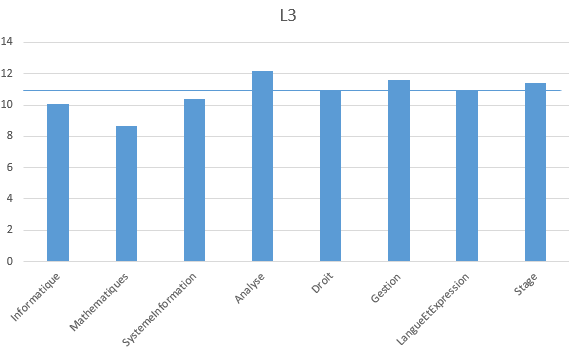 L3
14
12
10
8
6
4
2
0
Informatique
Mathematiques
SystemeInformation
Analyse
Droit
Gestion
LangueEtExpression
Stage